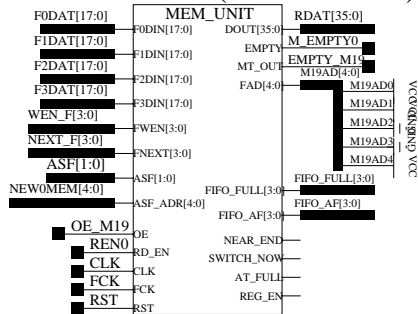 MEM_UNIT
F0DAT[17:0]
F0DIN[17:0]
F1DAT[17:0]
F1DIN[17:0]
F2DAT[17:0]
F2DIN[17:0]
F3DAT[17:0]
F3DIN[17:0]
WEN_F[3:0]
FWEN[3:0]
NEXT_F[3:0]
FNEXT[3:0]
ASF[1:0]
ASF[1:0]
NEW0MEM[4:0]
ASF_ADR[4:0]
OE_M19
OE
REN0
RD_EN
CLK
CLK
FCK
FCK
RST
RST
RDAT[35:0]
DOUT[35:0]
M_EMPTY0
EMPTY
EMPTY_M19
MT_OUT
M19AD[4:0]
FAD[4:0]
M19AD0
M19AD1
M19AD2
M19AD3
M19AD4
VCC
VCC
FIFO_FULL[3:0]
FIFO_FULL[3:0]
FIFO_AF[3:0]
FIFO_AF[3:0]
NEAR_END
SWITCH_NOW
AT_FULL
REG_EN